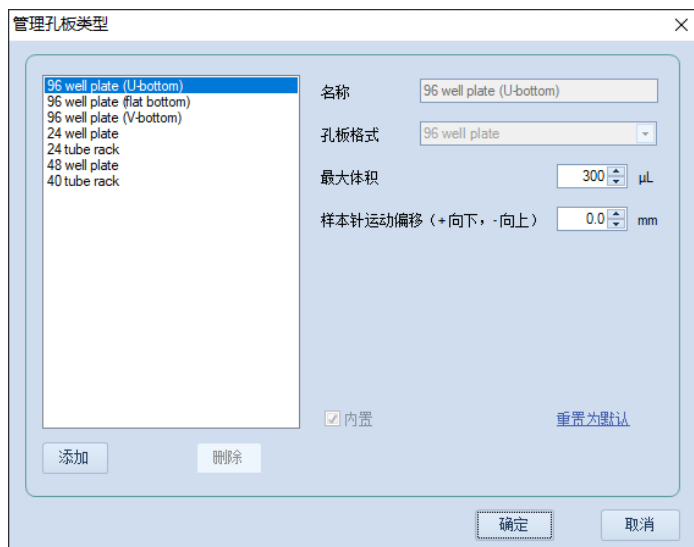 管理孔板类型
96 well plate (U-bottom)
96 well plate (flat bottom)
96 well plate (V-bottom)
24 well plate
24 tube rack
48 well plate
40 tube rack
名称
96 well plate (U-bottom)
孔板格式
96 well plate
最大体积
300
µL
样本针运动偏移（+向下，-向上）
0.0
mm
内置
重置为默认
添加
删除
确定
取消